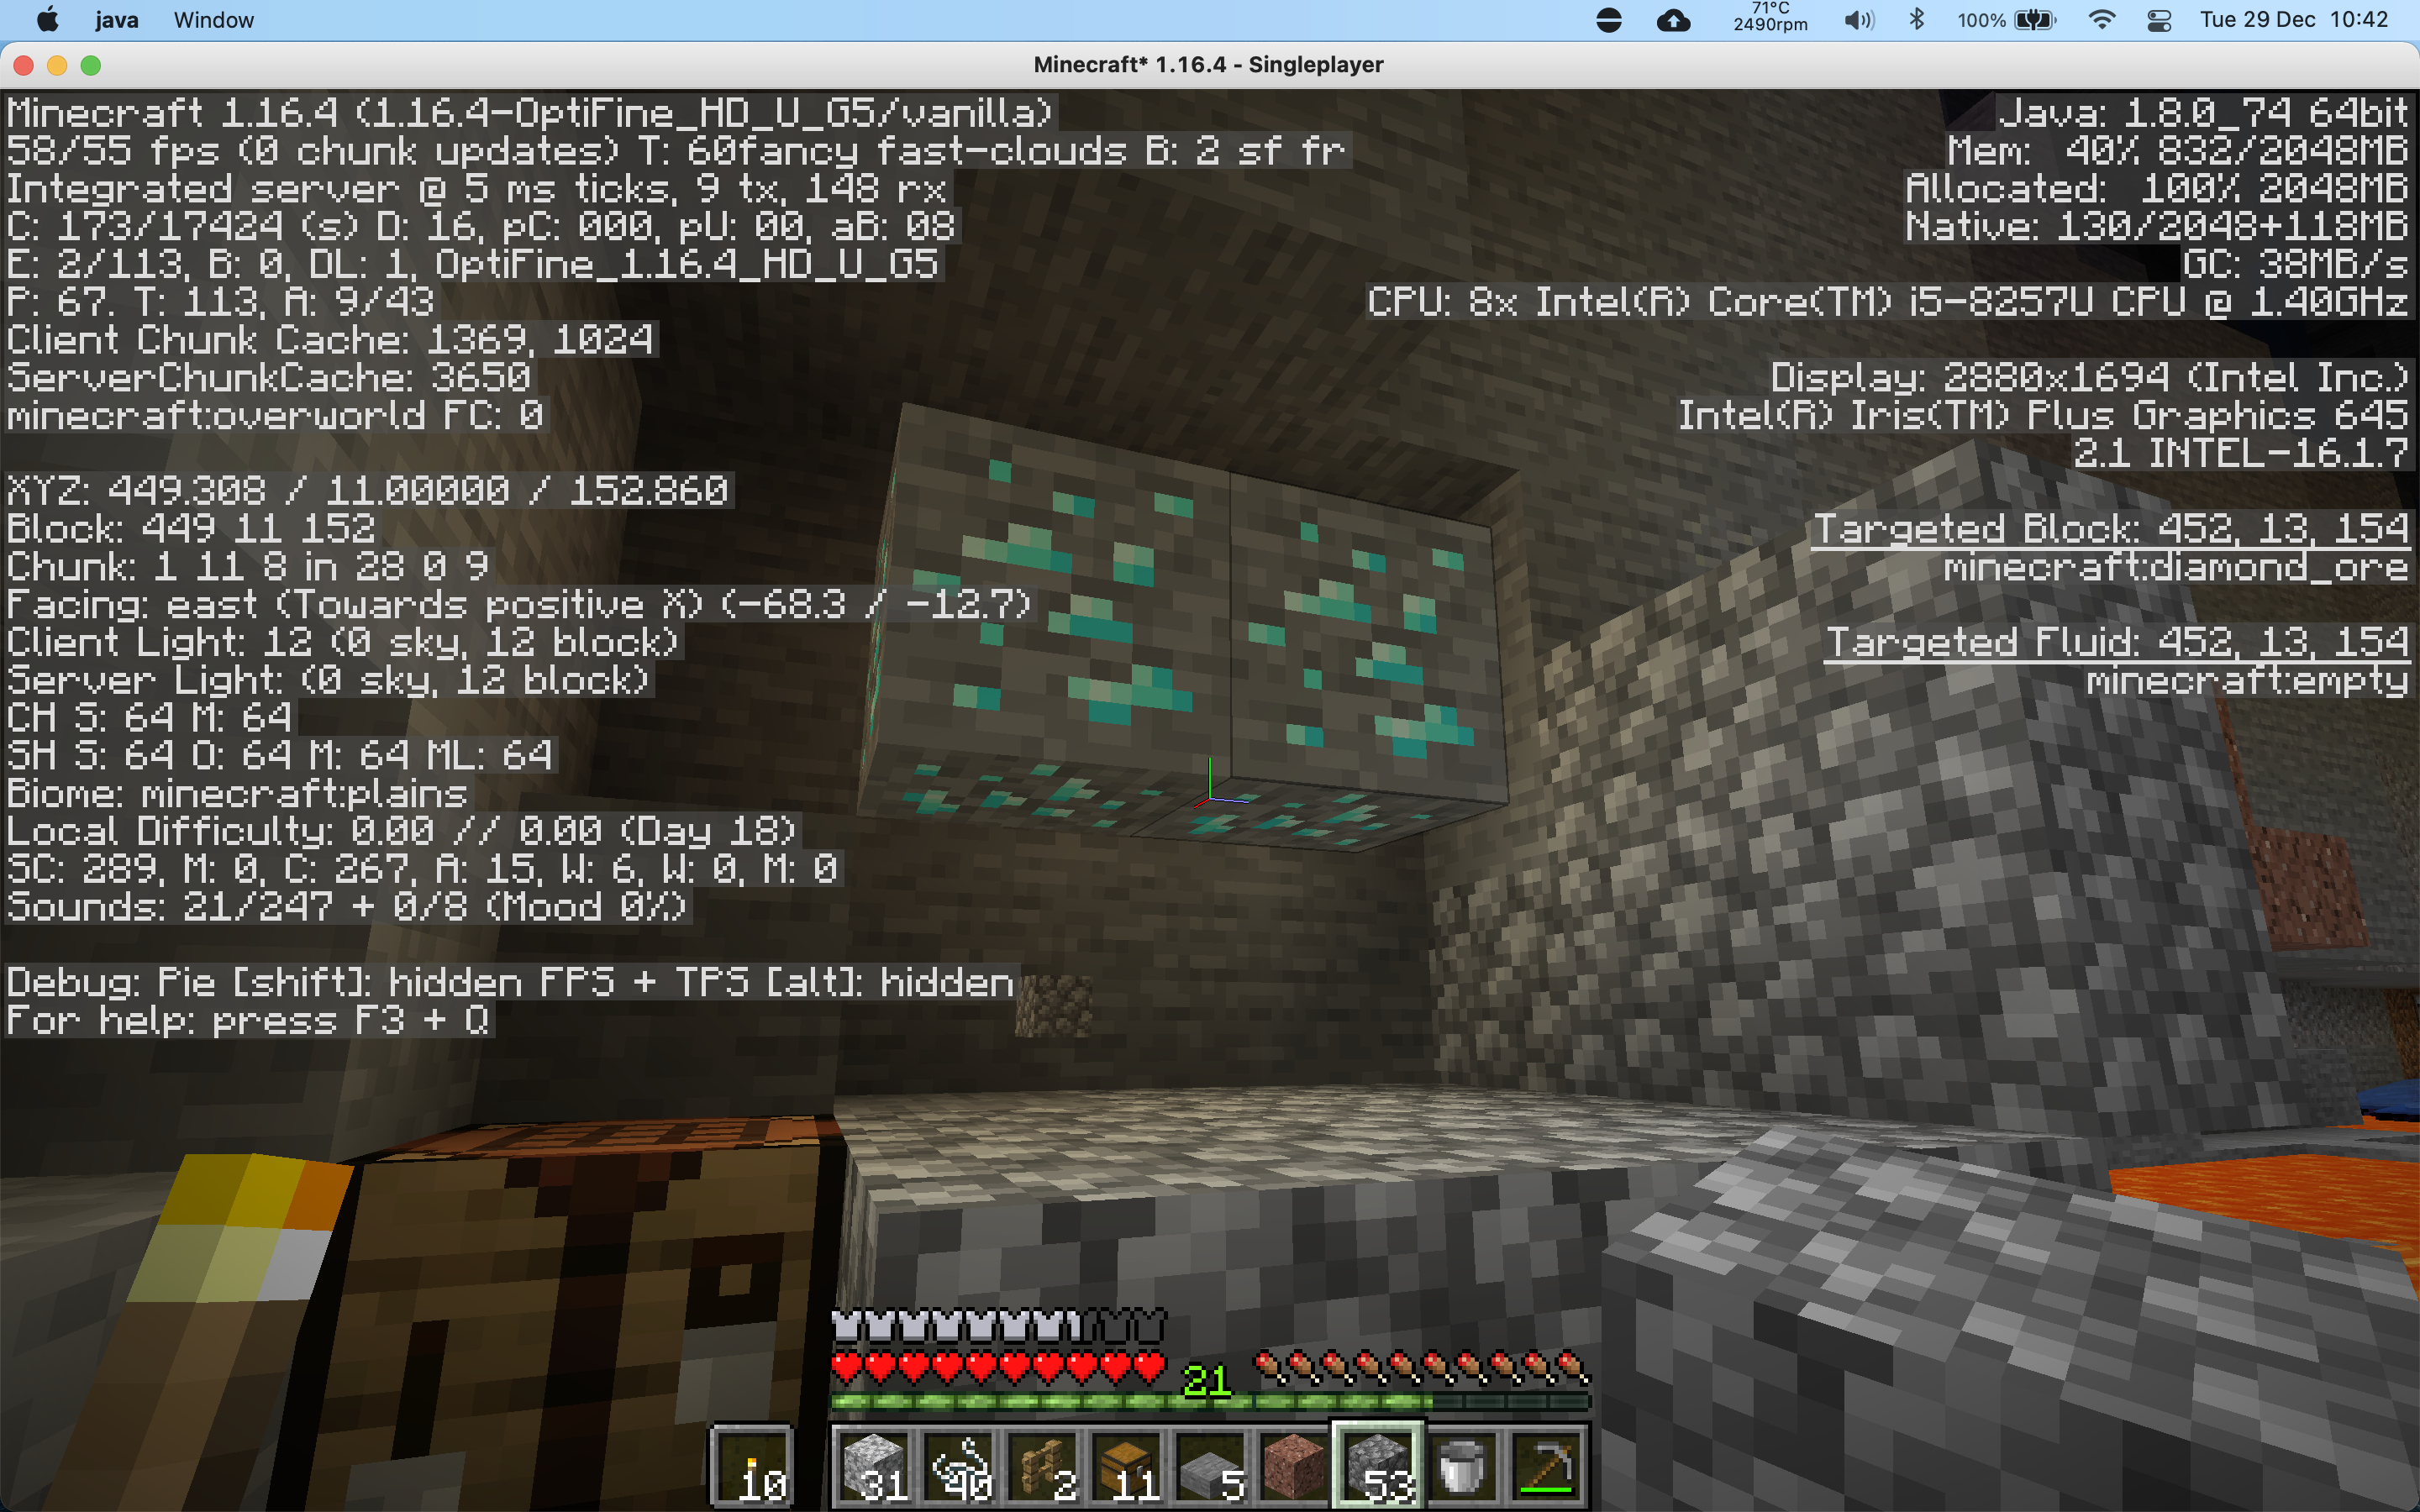 java Window 71°C 2490rpm 100% Tue 29 Dec 10:42
Minecraft* 1.16.4 - Singleplayer
Minecraft 1.16.4 (1.16.4-OptiFine_HD_U_G5/vanilla)
58/55 fps (0 chunk updates) T: 60fancy fast-clouds B: 2 sf fr
Integrated server @ 5 ms ticks, 9 tx, 148 rx
C: 173/17424 (s) D: 16, pC: 000, pU: 00, aB: 08
E: 2/113, B: 0, DL: 1, OptiFine_1.16.4_HD_U_G5
P: 67. T: 113, A: 9/43
Client Chunk Cache: 1369, 1024
ServerChunkCache: 3650
minecraft:overworld FC: 0
XYZ: 449.308 / 11.00000 / 152.860
Block: 449 11 152
Chunk: 1 11 8 in 28 0 9
Facing: east (Towards positive X) (-68.3 / -12.7)
Client Light: 12 (0 sky, 12 block)
Server Light: (0 sky, 12 block)
CH S: 64 M: 64
SH S: 64 O: 64 M: 64 ML: 64
Biome: minecraft:plains
Local Difficulty: 0.00 // 0.00 (Day 18)
SC: 289, M: 0, C: 267, A: 15, W: 6, W: 0, M: 0
Sounds: 21/247 + 0/8 (Mood 0%)
Debug: Pie [shift]: hidden FPS + TPS [alt]: hidden
For help: press F3 + Q
Java: 1.8.0_74 64bit
Mem: 40% 832/2048MB
Allocated: 100% 2048MB
Native: 130/2048+118MB
GC: 38MB/s
CPU: 8x Intel(R) Core(TM) i5-8257U CPU @ 1.40GHz
Display: 2880x1694 (Intel Inc.)
Intel(R) Iris(TM) Plus Graphics 645
2.1 INTEL-16.1.7
Targeted Block: 452, 13, 154
minecraft:diamond_ore
Targeted Fluid: 452, 13, 154
minecraft:empty
21
10 31 40 2 11 5 53